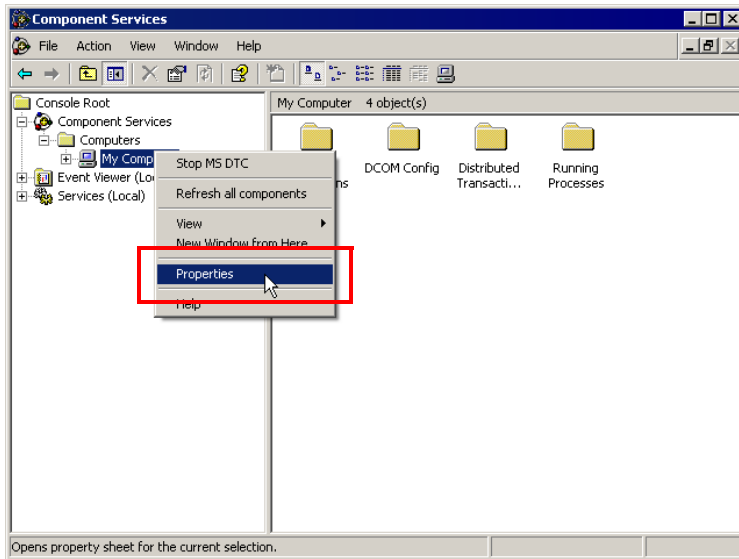 Component Services
File Action View Window Help
Console Root
Component Services
Computers
My Comp
Event Viewer (Lo
Services (Local)
My Computer 4 object(s)
ns
DCOM Config
Distributed
Transacti...
Running
Processes
Stop MS DTC
Refresh all components
View
New Window from Here
Properties
Help
Opens property sheet for the current selection.